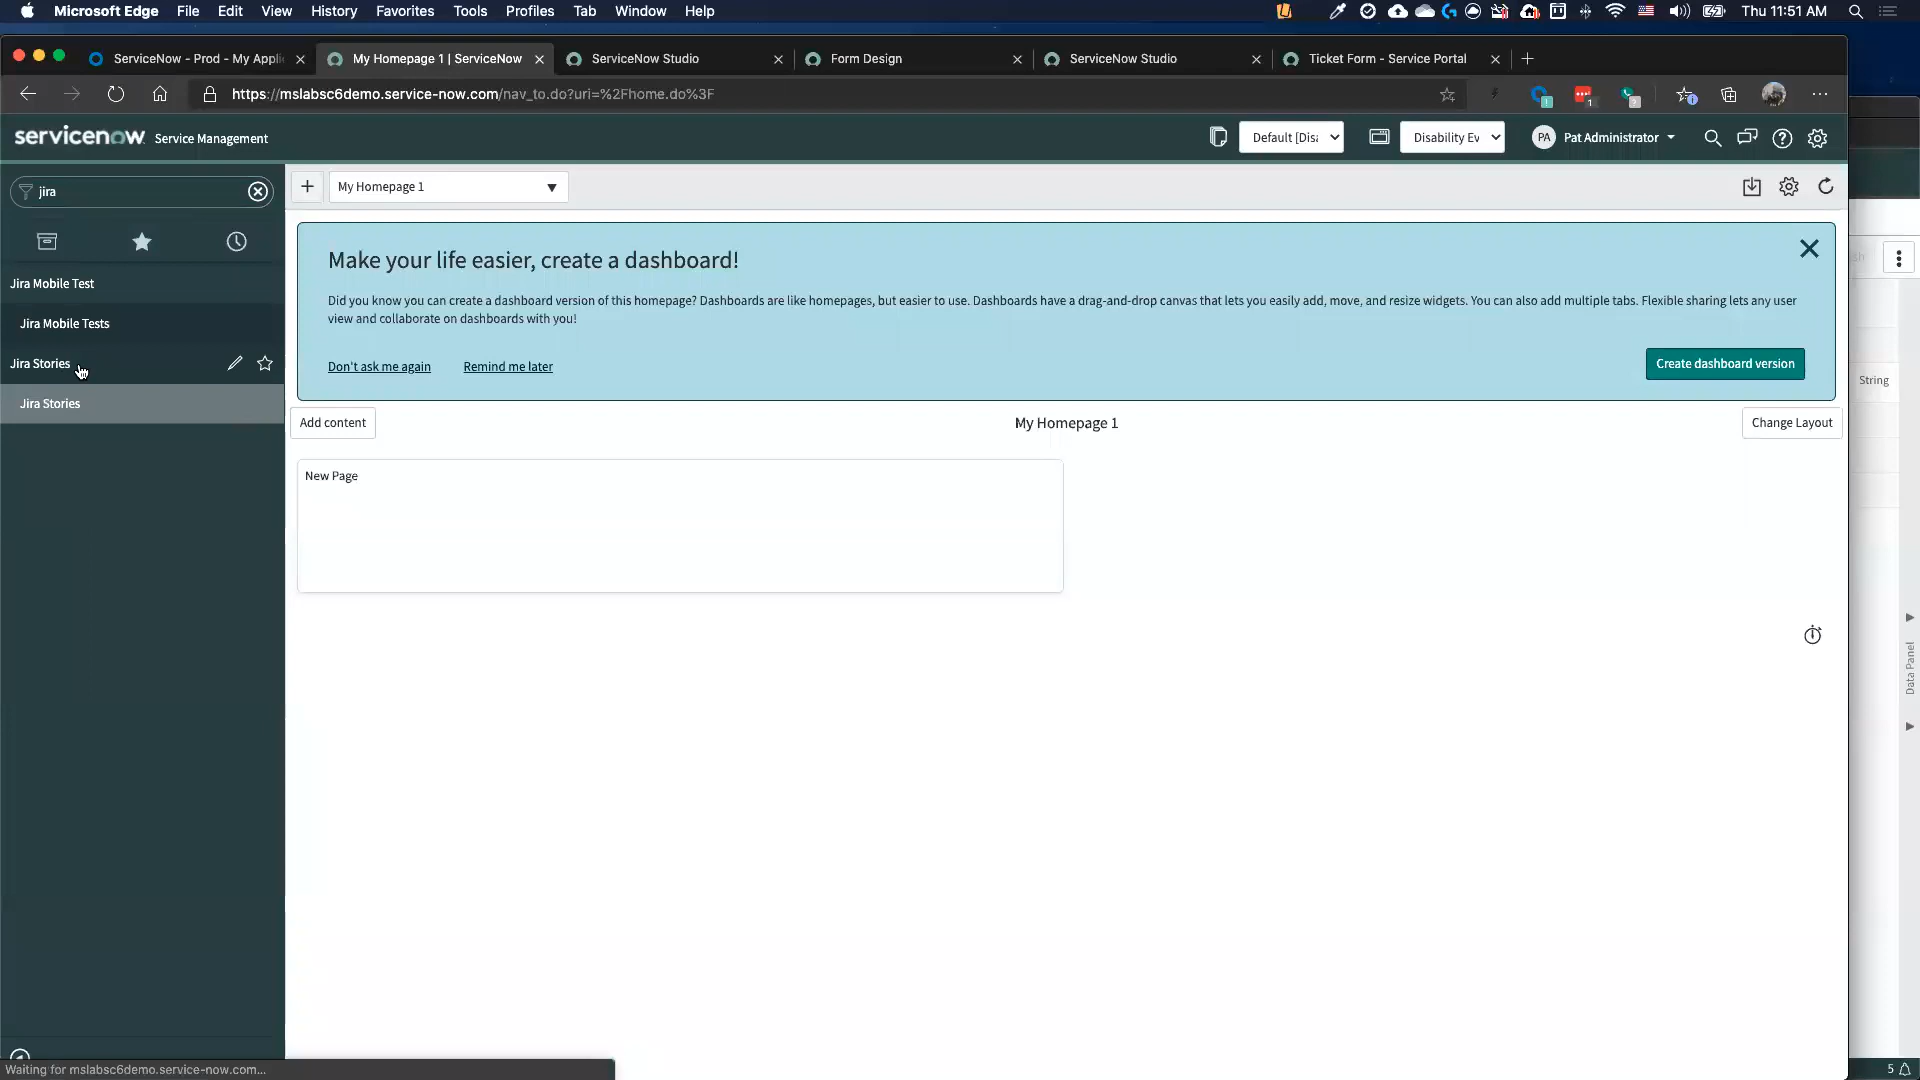 Microsoft Edge File Edit View History Favorites Tools Profiles Tab Window Help Thu 11:51 AM
ServiceNow - Prod - My Appli
My Homepage 1 | ServiceNow
ServiceNow Studio
Form Design
ServiceNow Studio
Ticket Form - Service Portal
https://mslabsc6demo.service-now.com/nav_to.do?uri=%2Fhome.do%3F
servicenow Service Management
Default [Disa
Disability Ev
PA Pat Administrator
jira
My Homepage 1
Make your life easier, create a dashboard!
Did you know you can create a dashboard version of this homepage? Dashboards are like homepages, but easier to use. Dashboards have a drag-and-drop canvas that lets you easily add, move, and resize widgets. You can also add multiple tabs. Flexible sharing lets any user
view and collaborate on dashboards with you!
Don't ask me again Remind me later
Create dashboard version
Jira Mobile Test
Jira Mobile Tests
Jira Stories
Jira Stories
Add content
My Homepage 1
Change Layout
New Page
String
Data Panel
Waiting for mslabsc6demo.service-now.com...
5